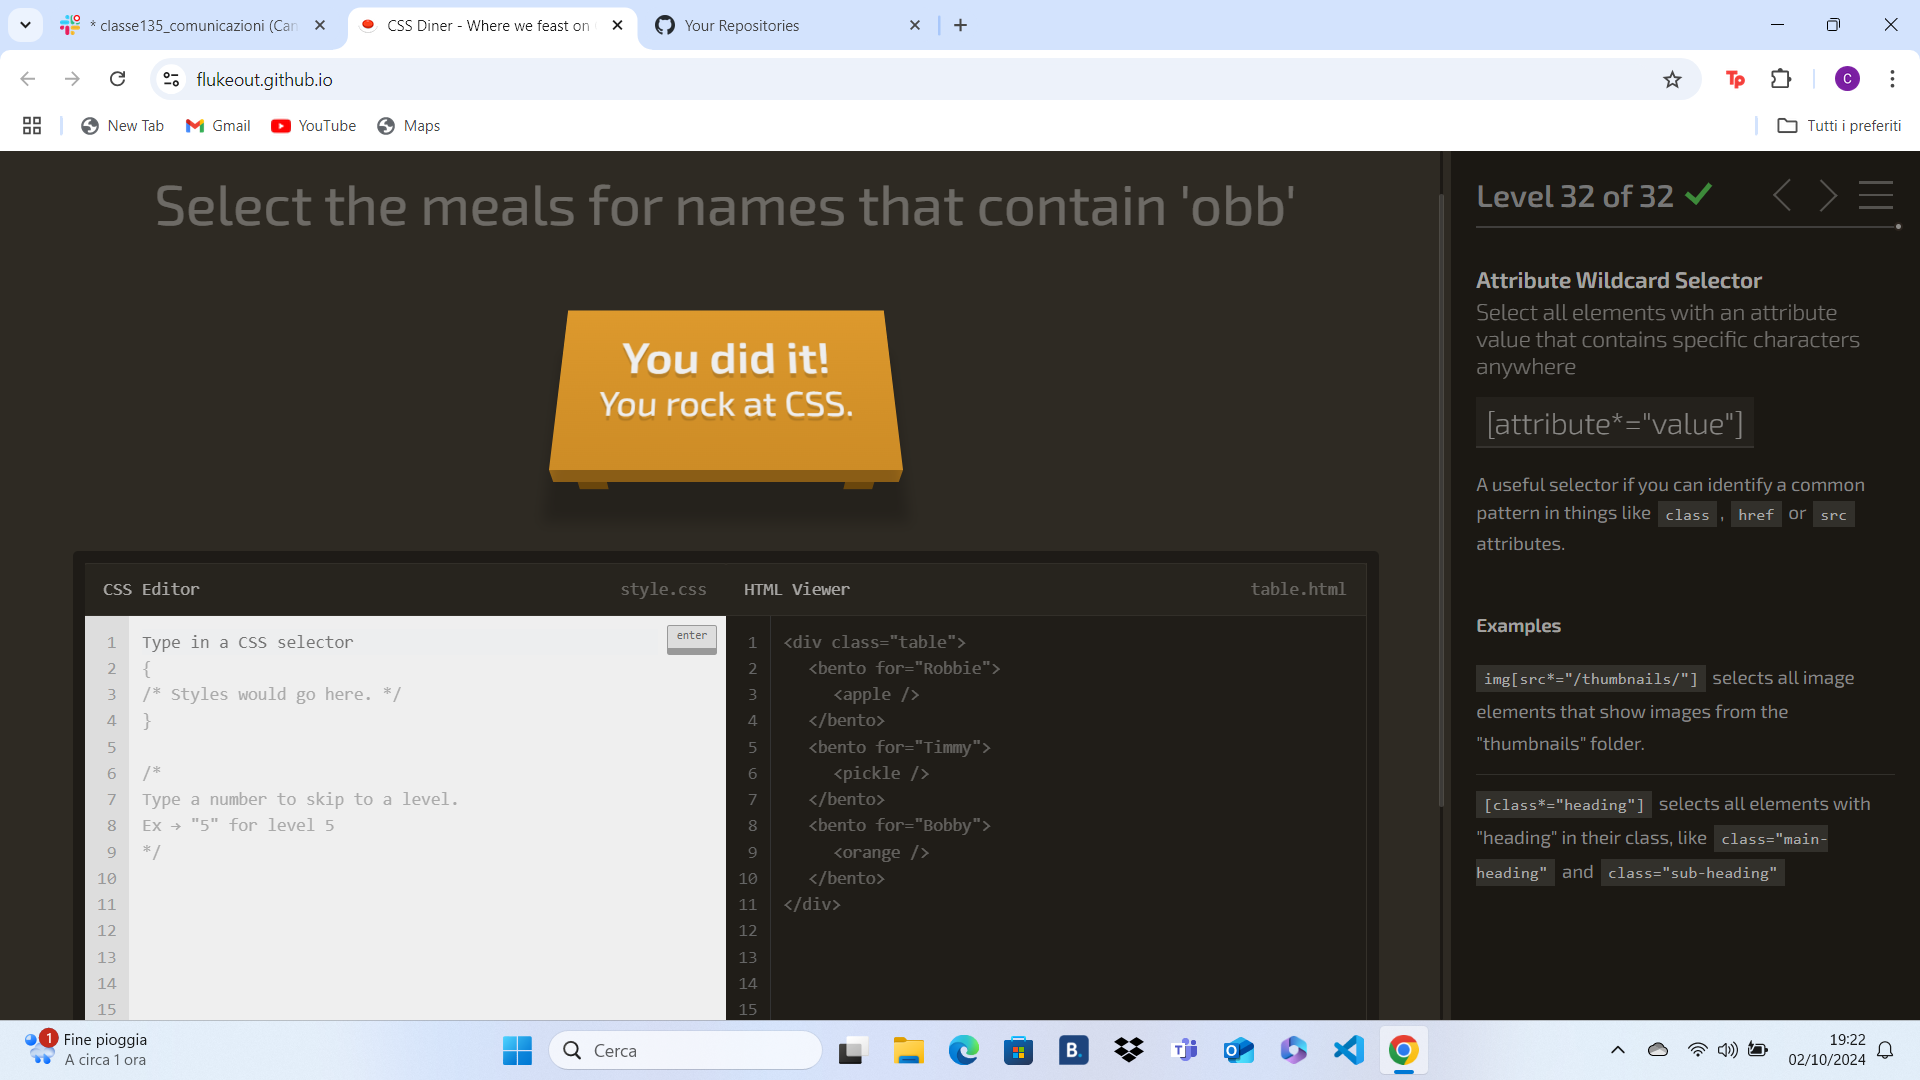 * classe135_comunicazioni (Can
CSS Diner - Where we feast on
Your Repositories
flukeout.github.io
Tp
C
New Tab
Gmail
YouTube
Maps
Tutti i preferiti
Select the meals for names that contain 'obb'
You did it!
You rock at CSS.
CSS Editor
style.css
HTML Viewer
table.html
1 Type in a CSS selector
enter
2 {
3 /* Styles would go here. */
4 }
5
6 /*
7 Type a number to skip to a level.
8 Ex → "5" for level 5
9 */
10
11
12
13
14
15
1 <div class="table">
2 <bento for="Robbie">
3 <apple />
4 </bento>
5 <bento for="Timmy">
6 <pickle />
7 </bento>
8 <bento for="Bobby">
9 <orange />
10 </bento>
11 </div>
12
13
14
15
Level 32 of 32
Attribute Wildcard Selector
Select all elements with an attribute
value that contains specific characters
anywhere
[attribute*="value"]
A useful selector if you can identify a common
pattern in things like class , href or src
attributes.
Examples
img[src*="/thumbnails/"] selects all image
elements that show images from the
"thumbnails" folder.
[class*="heading"] selects all elements with
"heading" in their class, like class="main-
heading" and class="sub-heading"
1
Fine pioggia
A circa 1 ora
Cerca
B.
19:22
02/10/2024